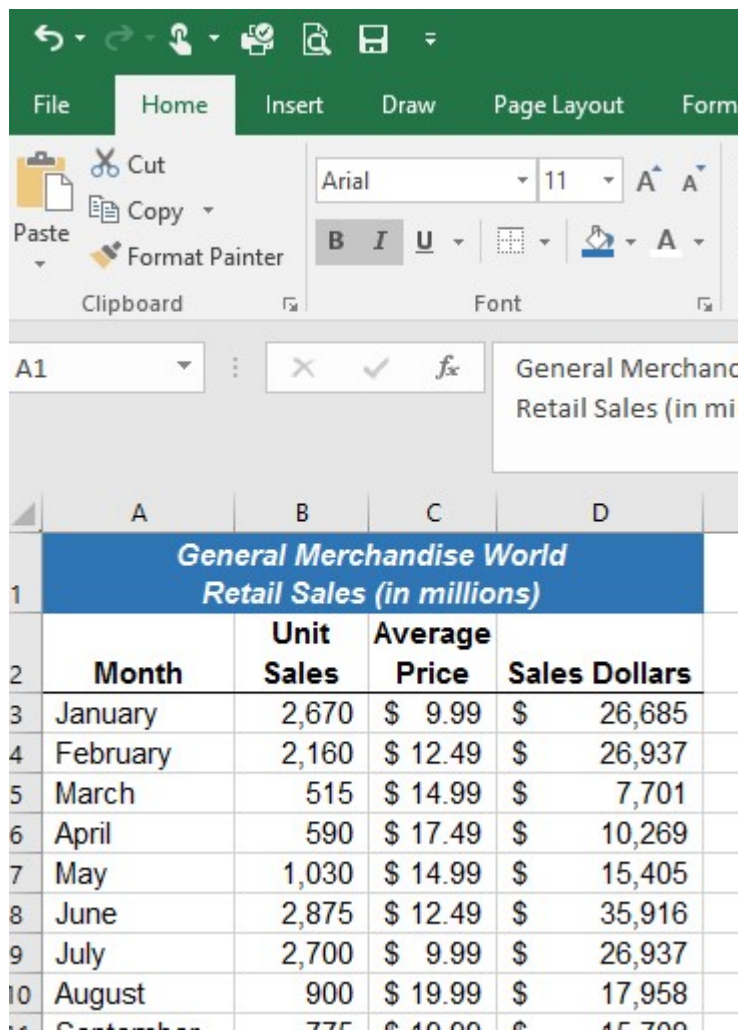 File Home Insert Draw Page Layout Form
Cut
Copy
Paste
Format Painter
Clipboard
Arial 11 A A
B I U A
Font
A1 fx General Merchand
Retail Sales (in mi
A B C D
1 General Merchandise World
Retail Sales (in millions)
2 Month Unit Sales Average Price Sales Dollars
3 January 2,670 $ 9.99 $ 26,685
4 February 2,160 $ 12.49 $ 26,937
5 March 515 $ 14.99 $ 7,701
6 April 590 $ 17.49 $ 10,269
7 May 1,030 $ 14.99 $ 15,405
8 June 2,875 $ 12.49 $ 35,916
9 July 2,700 $ 9.99 $ 26,937
10 August 900 $ 19.99 $ 17,958